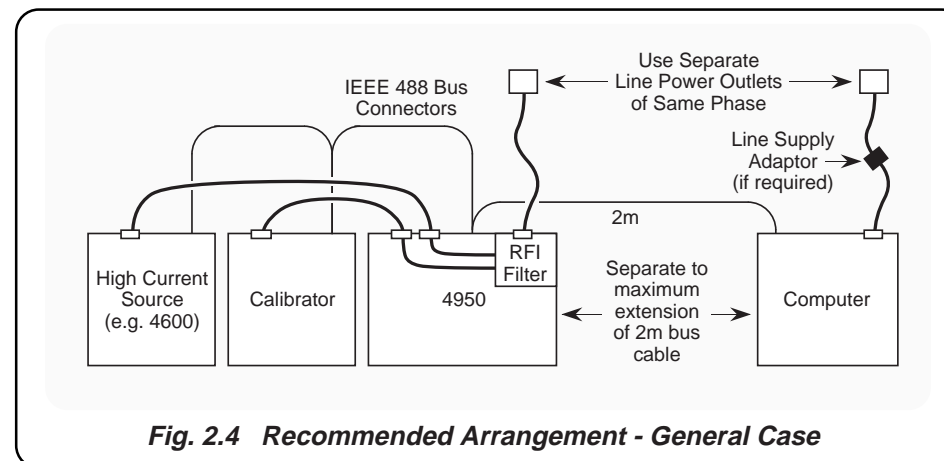 Use Separate
Line Power Outlets
of Same Phase
IEEE 488 Bus
Connectors
Line Supply
Adaptor
(if required)
2m
High Current
Source
(e.g. 4600)
Calibrator
4950
RFI
Filter
Separate to
maximum
extension
of 2m bus
cable
Computer
Fig. 2.4 Recommended Arrangement - General Case